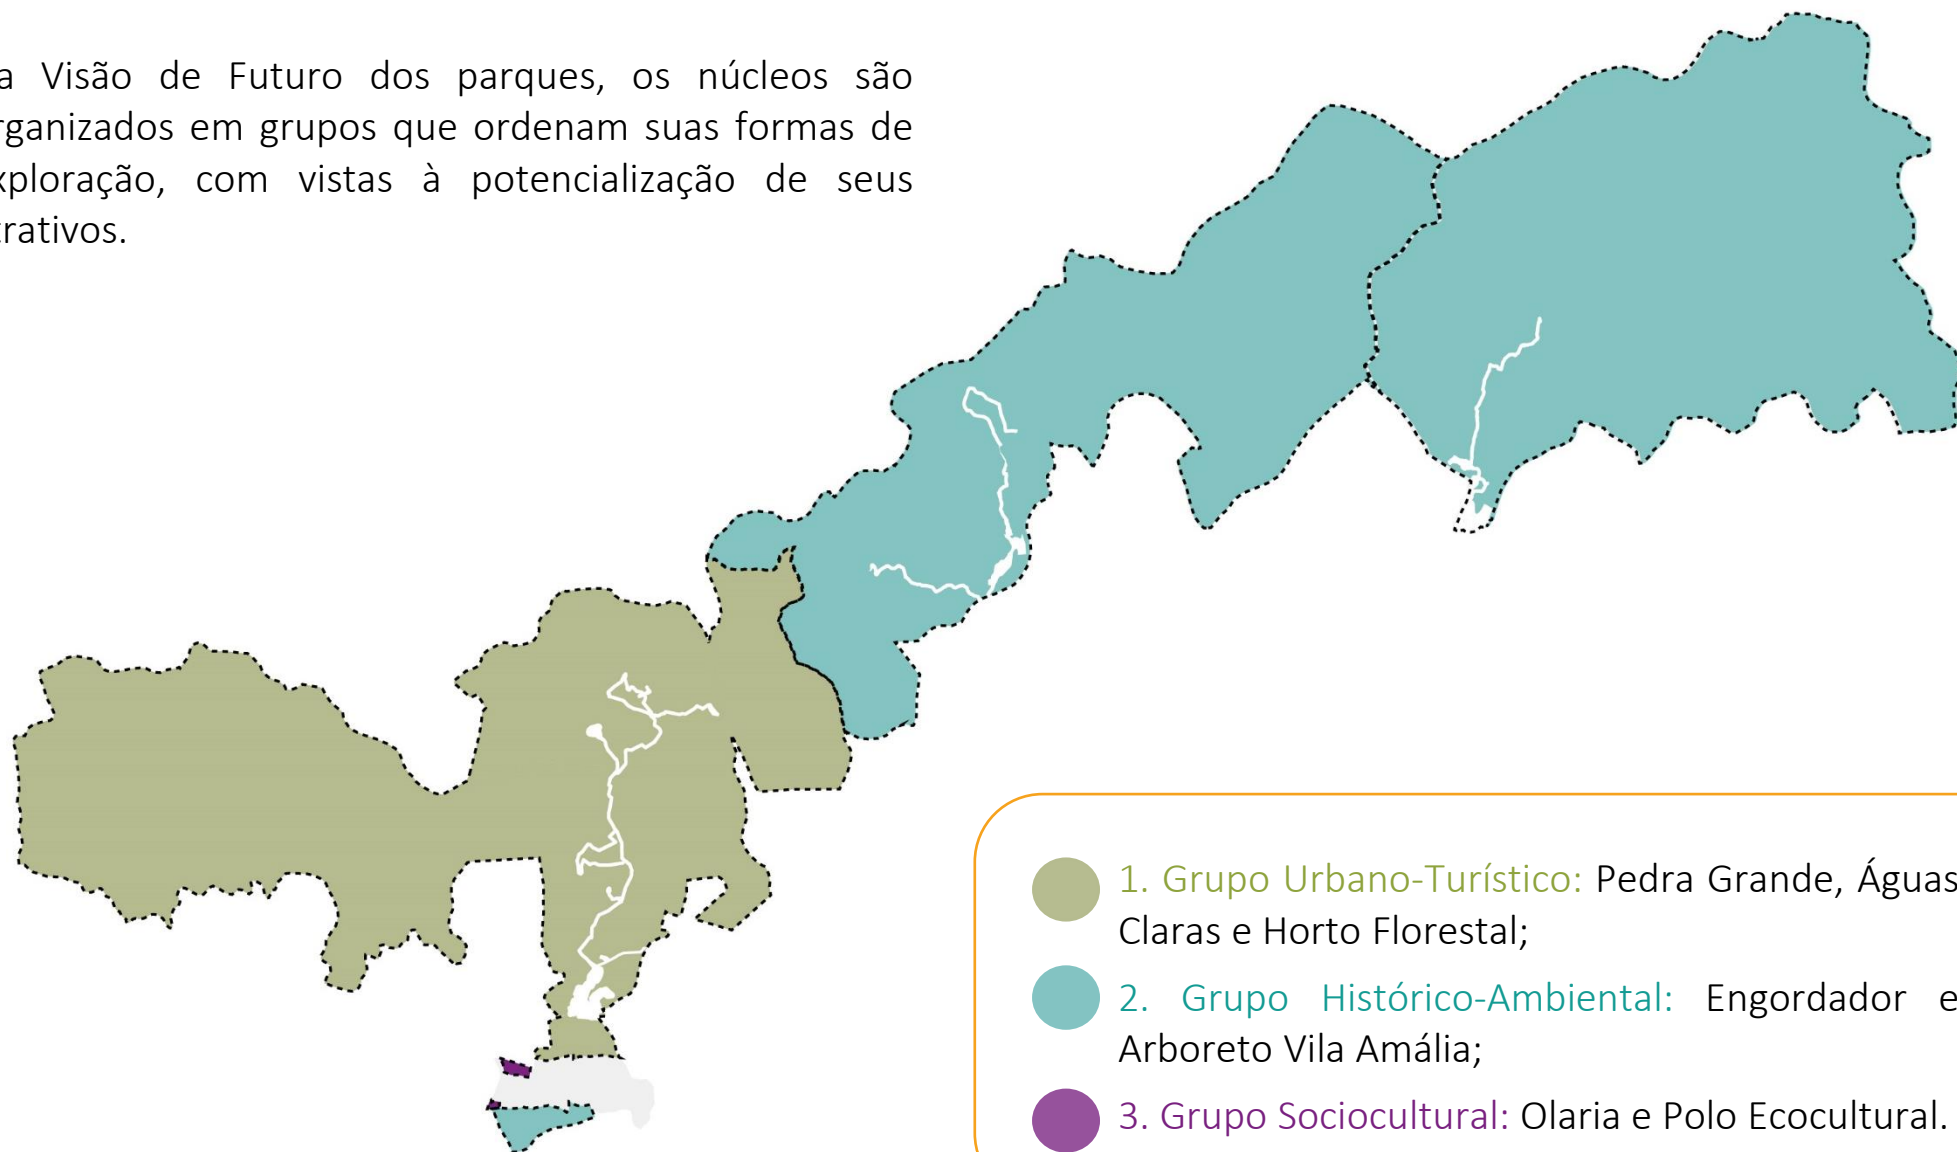 a Visão de Futuro dos parques, os núcleos são
rganizados em grupos que ordenam suas formas de
xploração, com vistas à potencialização de seus
trativos.
1. Grupo Urbano-Turístico: Pedra Grande, Águas
Claras e Horto Florestal;
2. Grupo Histórico-Ambiental: Engordador e
Arboreto Vila Amália;
3. Grupo Sociocultural: Olaria e Polo Ecocultural.